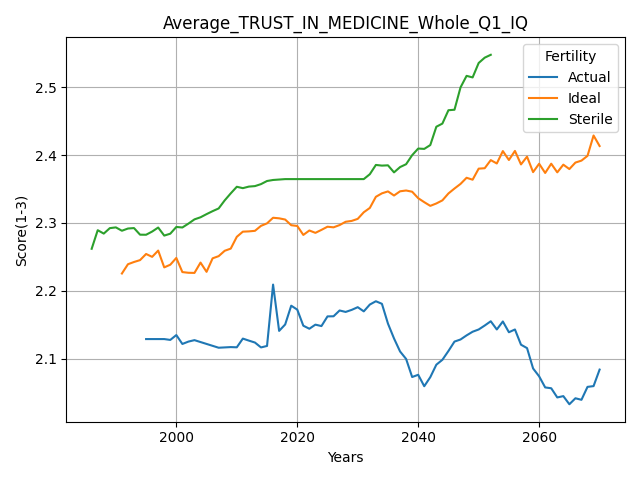 Average_TRUST_IN_MEDICINE_Whole_Q1_IQ
Fertility
Actual
Ideal
Sterile
Score(1-3)
2.5
2.4
2.3
2.2
2.1
2000
2020
2040
2060
Years